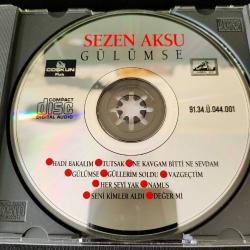 SEZEN AKSU
GÜLÜMSE
COŞKUN
Plak
COMPACT
disc
DIGITAL AUDIO
91.34.Ü.044.001
HADİ BAKALIM TUTSAK NE KAVGAM BİTTİ NE SEVDAM
GÜLÜMSE GÜLLERİM SOLDU VAZGEÇTİM
HER ŞEYİ YAK NAMUS
SENİ KİMLER ALDI DEĞER Mİ